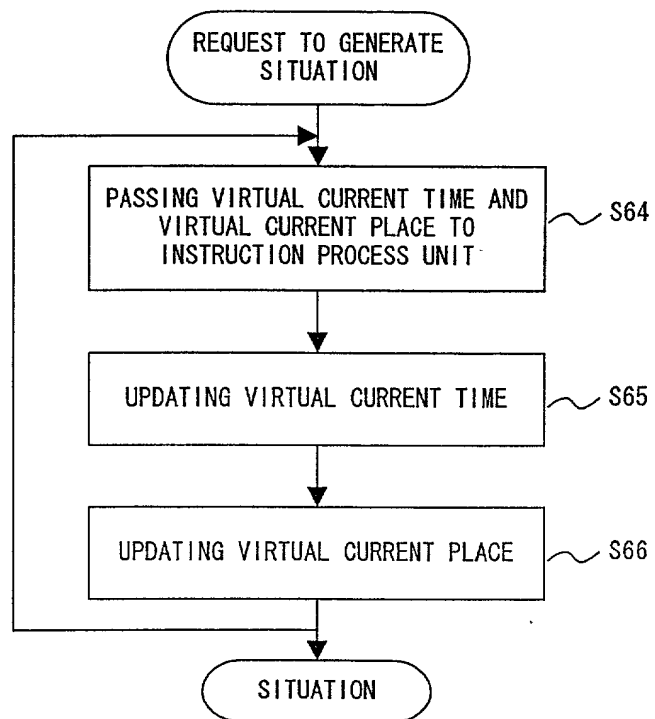 REQUEST TO GENERATE
SITUATION
PASSING VIRTUAL CURRENT TIME AND
VIRTUAL CURRENT PLACE TO
INSTRUCTION PROCESS UNIT
S64
UPDATING VIRTUAL CURRENT TIME
S65
UPDATING VIRTUAL CURRENT PLACE
S66
SITUATION